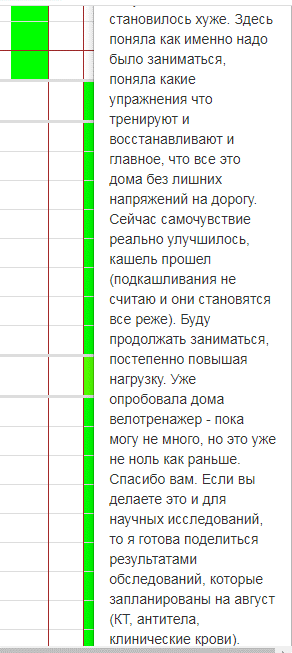 становилось хуже. Здесь
поняла как именно надо
было заниматься,
поняла какие
упражнения что
тренируют и
восстанавливают и
главное, что все это
дома без лишних
напряжений на дорогу.
Сейчас самочувствие
реально улучшилось,
кашель прошел
(подкашливания не
считаю и они становятся
все реже). Буду
продолжать заниматься,
постепенно повышая
нагрузку. Уже
опробовала дома
велотренажер - пока
могу не много, но это уже
не ноль как раньше.
Спасибо вам. Если вы
делаете это и для
научных исследований,
то я готова поделиться
результатами
обследований, которые
запланированы на август
(КТ, антитела,
клинические крови).